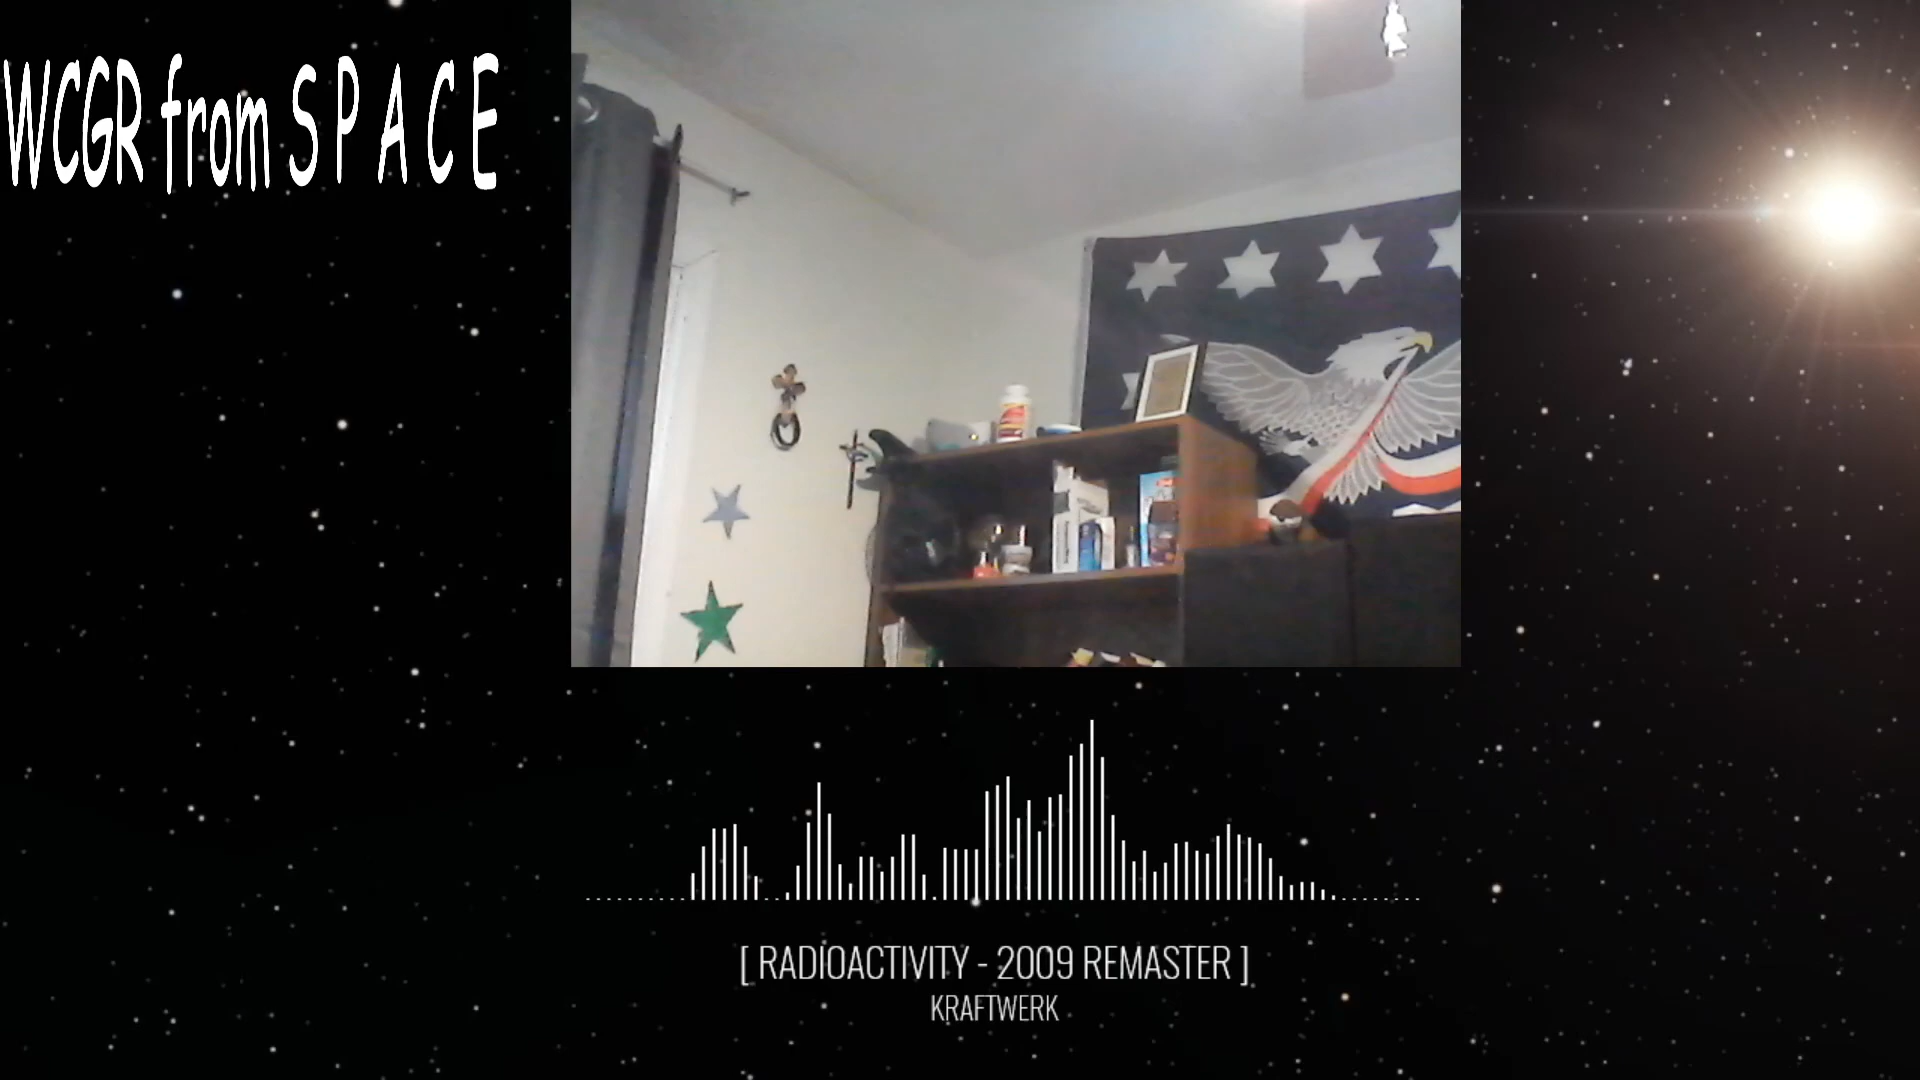 WCGR from S P A C E
[ RADIOACTIVITY - 2009 REMASTER ]
KRAFTWERK